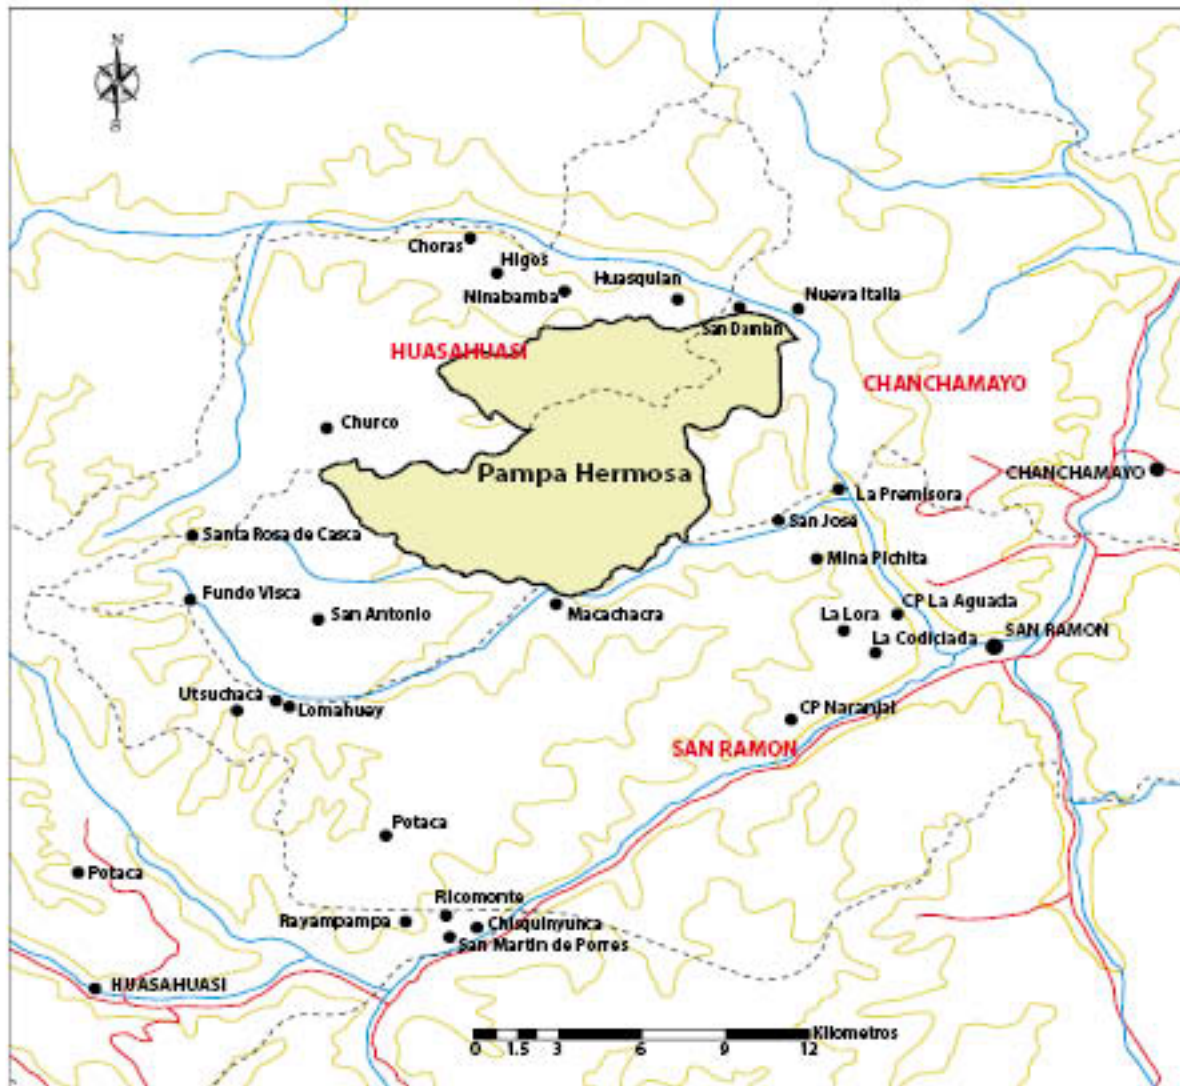 N
S
Choras
Higos
Ninabamba
Huasquian
San Damian
Nueva Italia
HUASAHUASI
CHANCHAMAYO
Churco
Pampa Hermosa
CHANCHAMAYO
La Promisora
San José
Santa Rosa de Casca
Mina Pichita
Fundo Visca
San Antonio
Macachacra
CP La Aguada
La Lora
La Codiciada
SAN RAMON
Utsuchaca
Lomahuay
CP Naranjal
SAN RAMON
Potaca
Potaca
Ricomonte
Rayampampa
Chisquinyunca
San Martin de Porres
HUASAHUASI
Kilometros
0 1.5 3 6 9 12